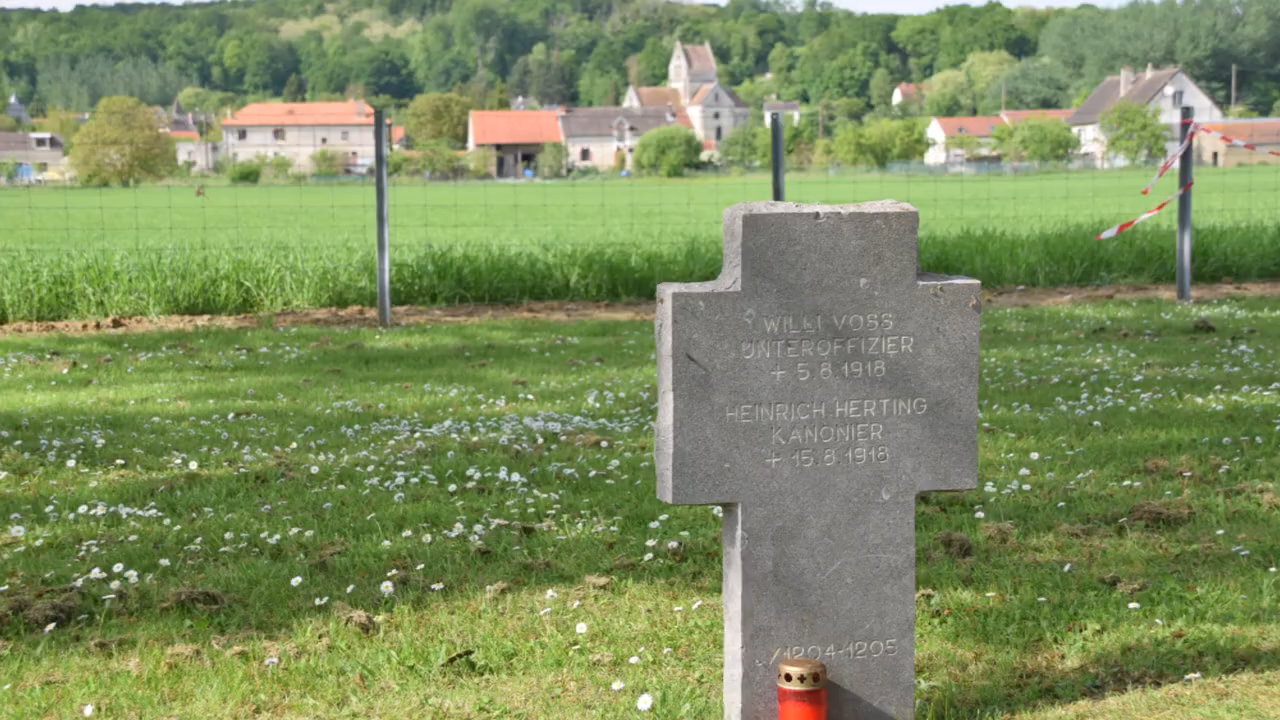 WILLI VOSS
UNTEROFFIZIER
+ 5.8.1918
HEINRICH HERTING
KANONIER
+ 15.8.1918
/1204-1205